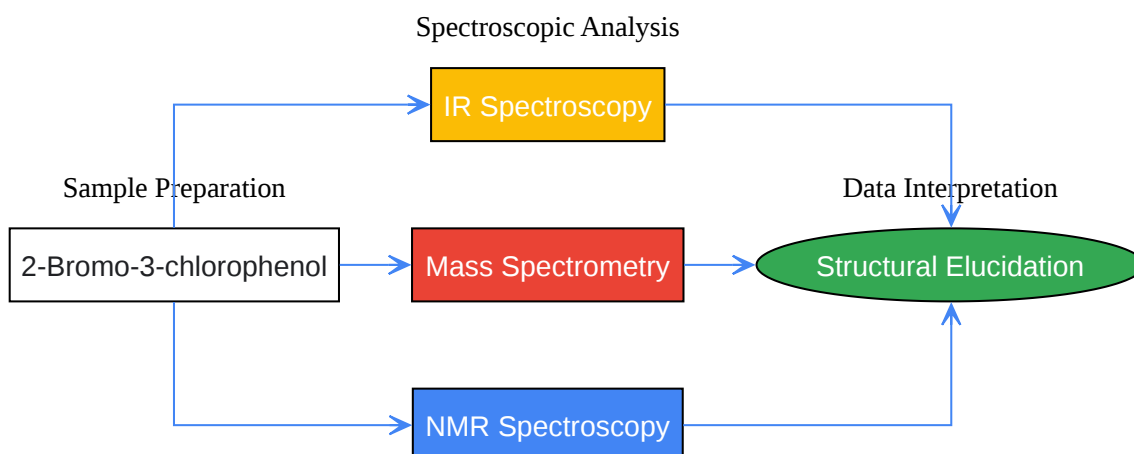 Spectroscopic Analysis
IR Spectroscopy
Sample Preparation
Data Interpretation
2-Bromo-3-chlorophenol
Mass Spectrometry
Structural Elucidation
NMR Spectroscopy